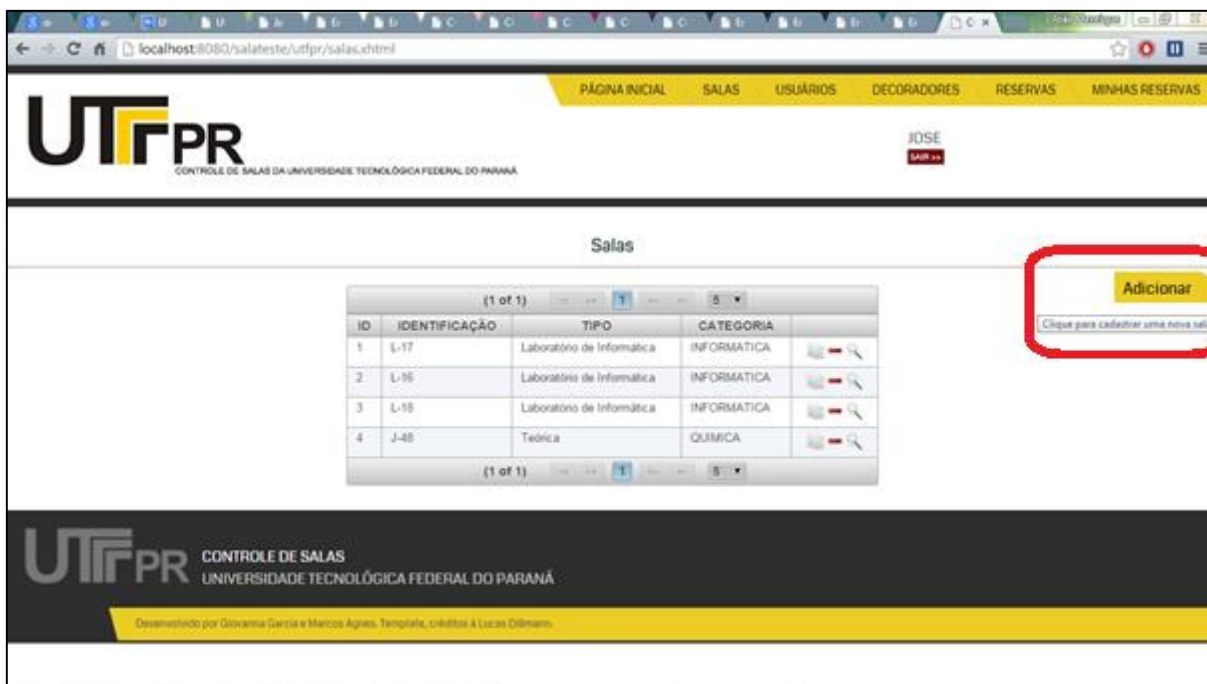 localhost:8080/salateste/utfpr/salas.xhtml
PÁGINA INICIAL SALAS USUÁRIOS DECORADORES RESERVAS MINHAS RESERVAS
UTFPR
CONTROLE DE SALAS DA UNIVERSIDADE TECNOLÓGICA FEDERAL DO PARANÁ
JOSE
SAIR >>
Salas
Adicionar
Clique para cadastrar uma nova sala
(1 of 1) 1 5
ID IDENTIFICAÇÃO TIPO CATEGORIA
1 L-17 Laboratório de Informática INFORMATICA
2 L-16 Laboratório de Informática INFORMATICA
3 L-18 Laboratório de Informática INFORMATICA
4 J-48 Teórica QUIMICA
(1 of 1) 1 5
UTFPR
CONTROLE DE SALAS
UNIVERSIDADE TECNOLÓGICA FEDERAL DO PARANÁ
Desenvolvido por Giovanna Garcia e Marcos Agnes. Template, créditos à Lucas Dillmann.